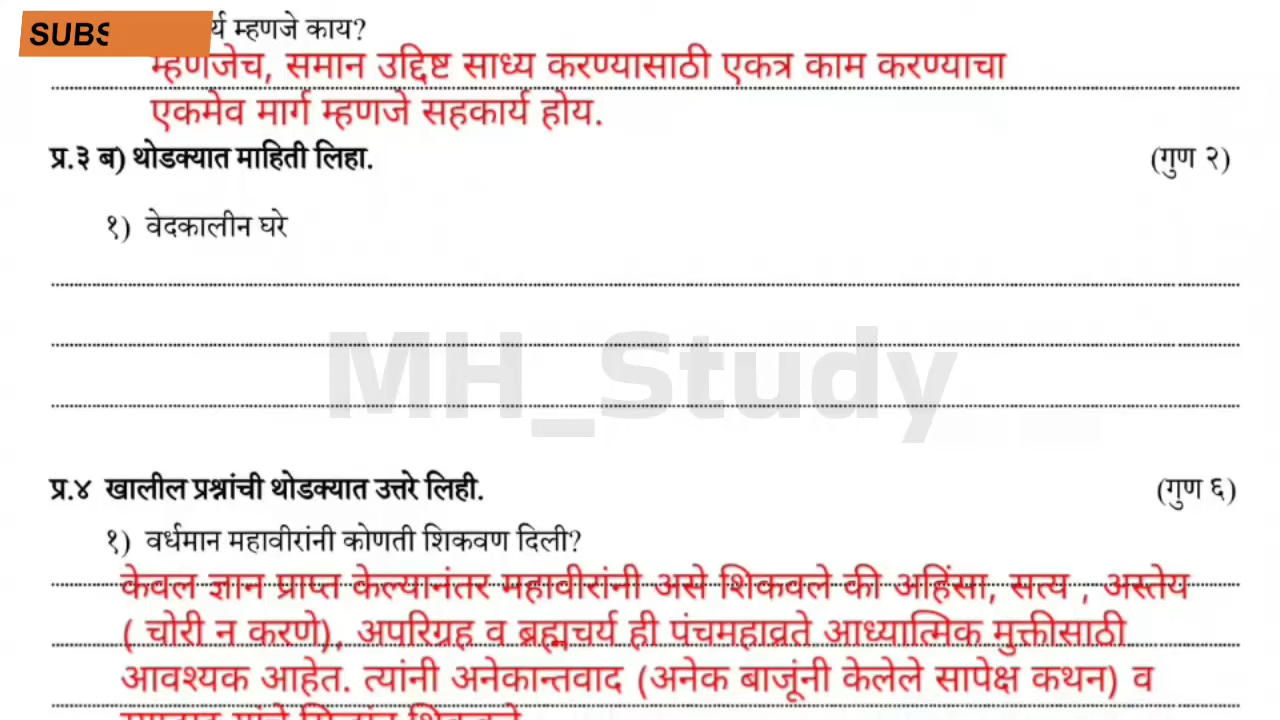 SUBS
र्य म्हणजे काय?
म्हणजेच, समान उद्दिष्ट साध्य करण्यासाठी एकत्र काम करण्याचा
एकमेव मार्ग म्हणजे सहकार्य होय.
प्र.३ ब) थोडक्यात माहिती लिहा. (गुण २)
१) वेदकालीन घरे
MH_Study
प्र.४ खालील प्रश्नांची थोडक्यात उत्तरे लिही. (गुण ६)
१) वर्धमान महावीरांनी कोणती शिकवण दिली?
केवल ज्ञान प्राप्त केल्यानंतर महावीरांनी असे शिकवले की अहिंसा, सत्य , अस्तेय
( चोरी न करणे), अपरिग्रह व ब्रह्मचर्य ही पंचमहाव्रते आध्यात्मिक मुक्तीसाठी
आवश्यक आहेत. त्यांनी अनेकान्तवाद (अनेक बाजूंनी केलेले सापेक्ष कथन) व